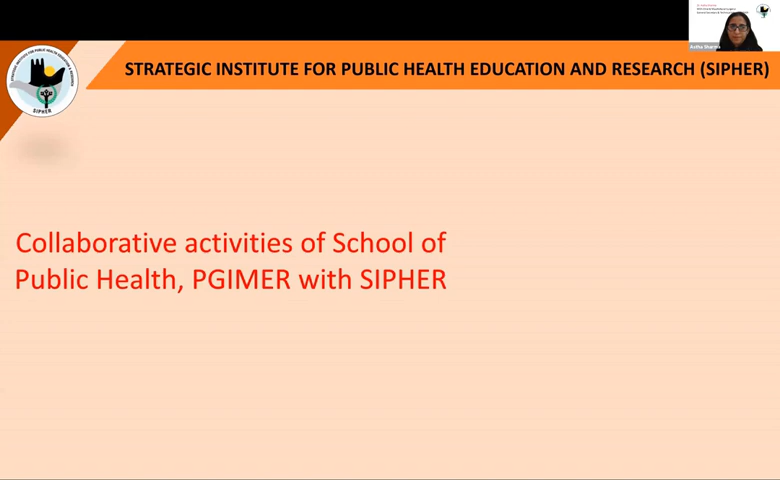 STRATEGIC INSTITUTE FOR PUBLIC HEALTH EDUCATION AND RESEARCH (SIPHER)
SIPHER
Collaborative activities of School of
Public Health, PGIMER with SIPHER